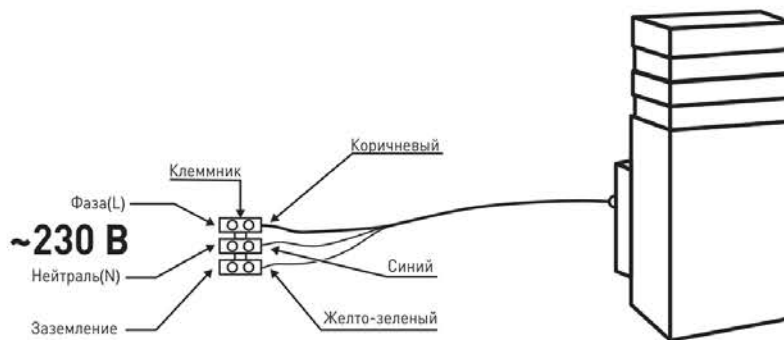 Коричневый
Клеммник
Фаза(L)
~230 В
Нейтраль(N)
Синий
Заземление
Желто-зеленый